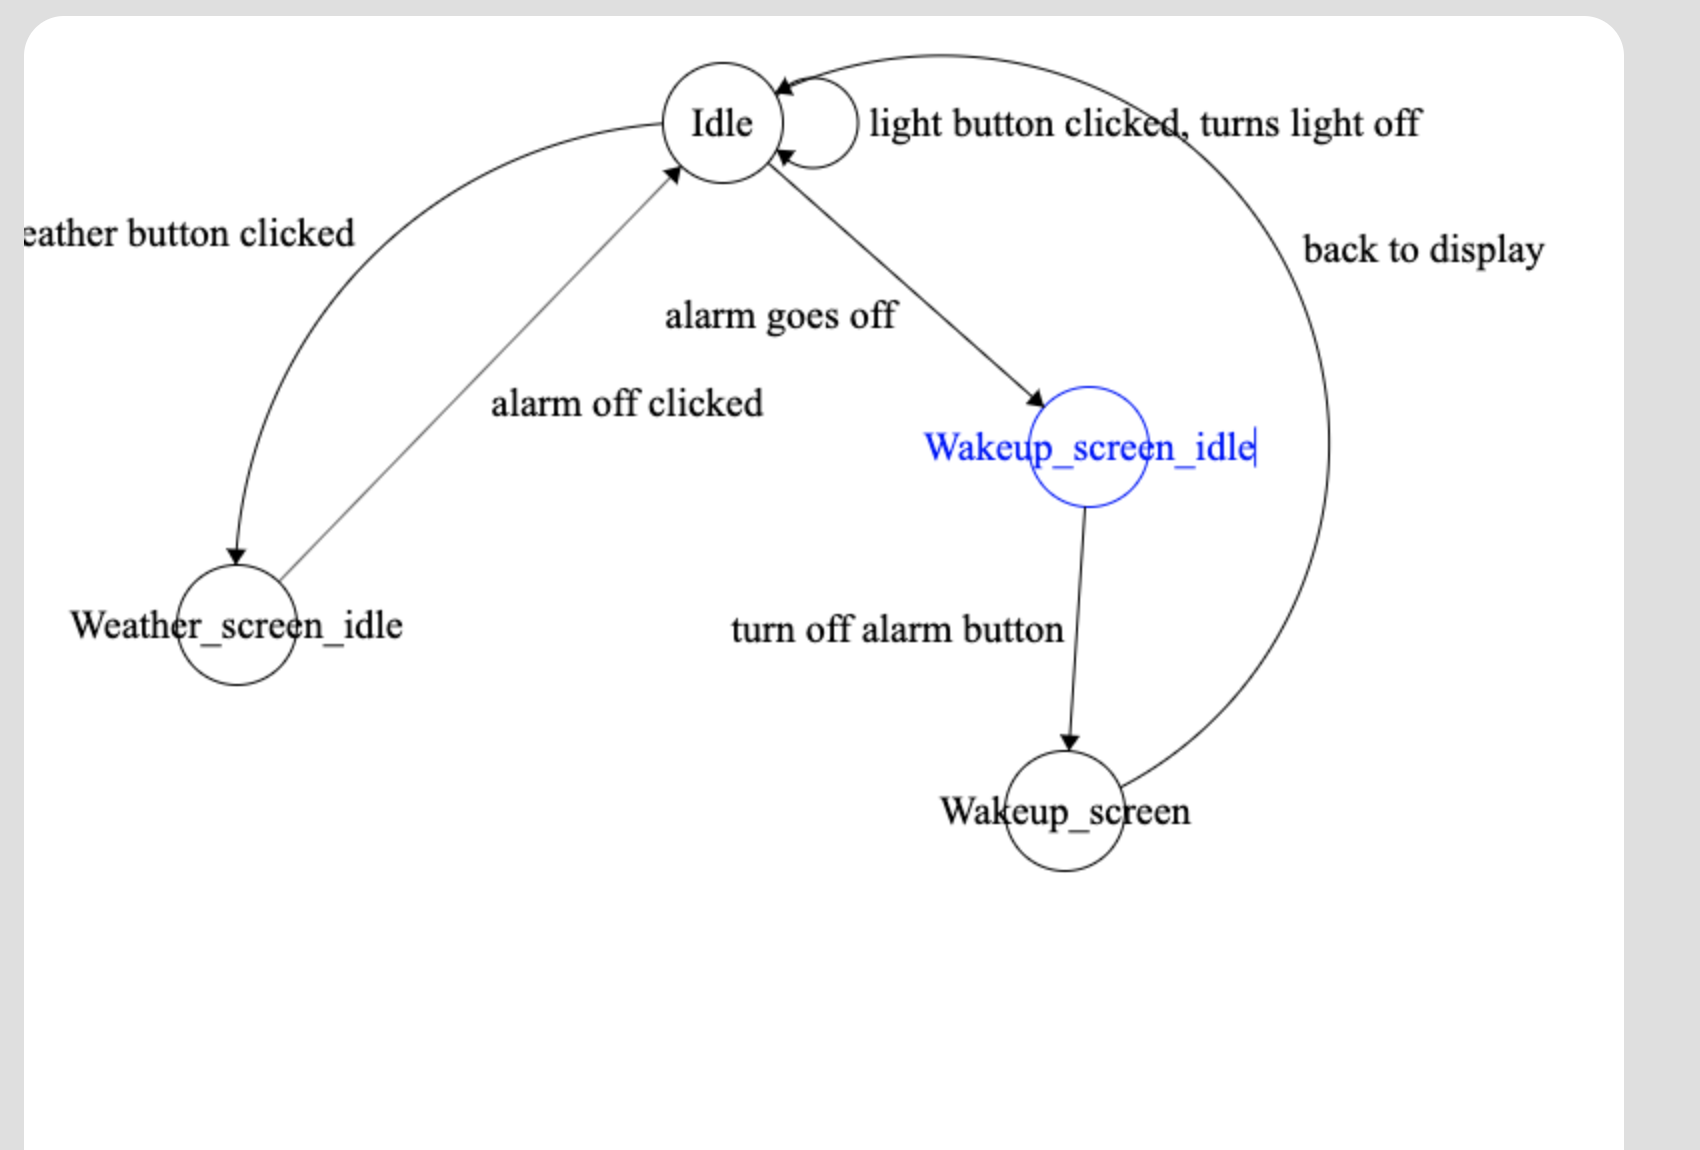 Idle
light button clicked, turns light off
eather button clicked
back to display
alarm goes off
alarm off clicked
Wakeup_screen_idle
Weather_screen_idle
turn off alarm button
Wakeup_screen